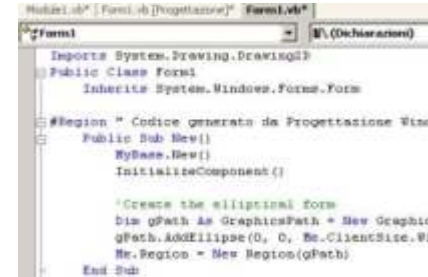 Module1.vb* | Form1.vb [Progettazione]* Form1.vb*
Form1 (Dichiarazioni)
Imports System.Drawing.Drawing2D
Public Class Form1
Inherits System.Windows.Forms.Form
#Region " Codice generato da Progettazione Wind
Public Sub New()
MyBase.New()
InitializeComponent()
'Create the elliptical form
Dim gPath As GraphicsPath = New Graphic
gPath.AddEllipse(0, 0, Me.ClientSize.Wi
Me.Region = New Region(gPath)
End Sub